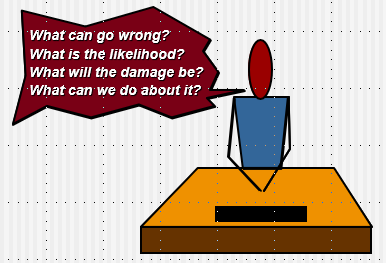 What can go wrong?
What is the likelihood?
What will the damage be?
What can we do about it?